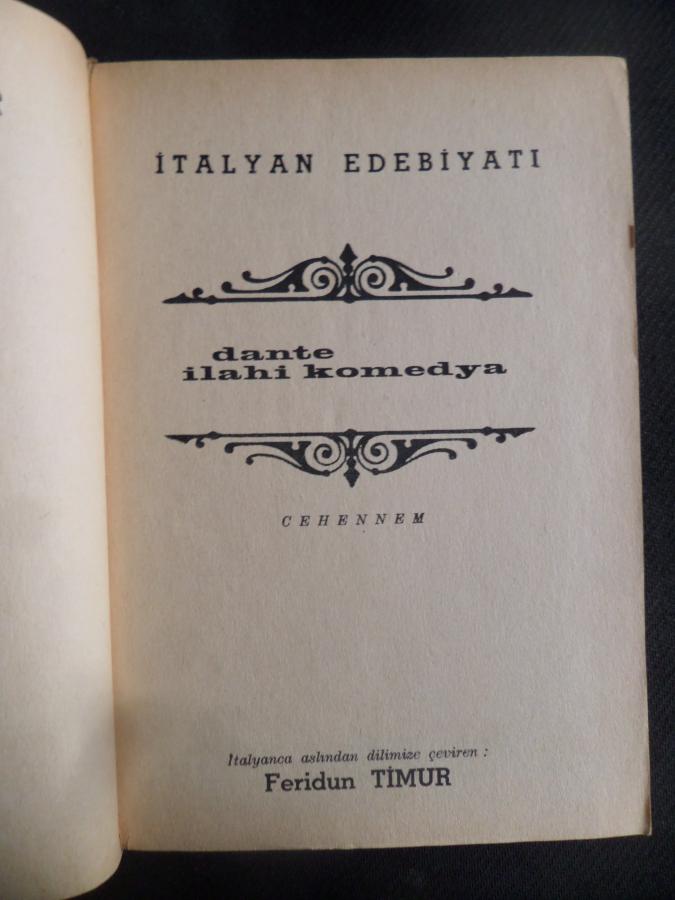 İTALYAN EDEBİYATI
dante
ilahi komedya
CEHENNEM
İtalyanca aslından dilimize çeviren :
Feridun TİMUR